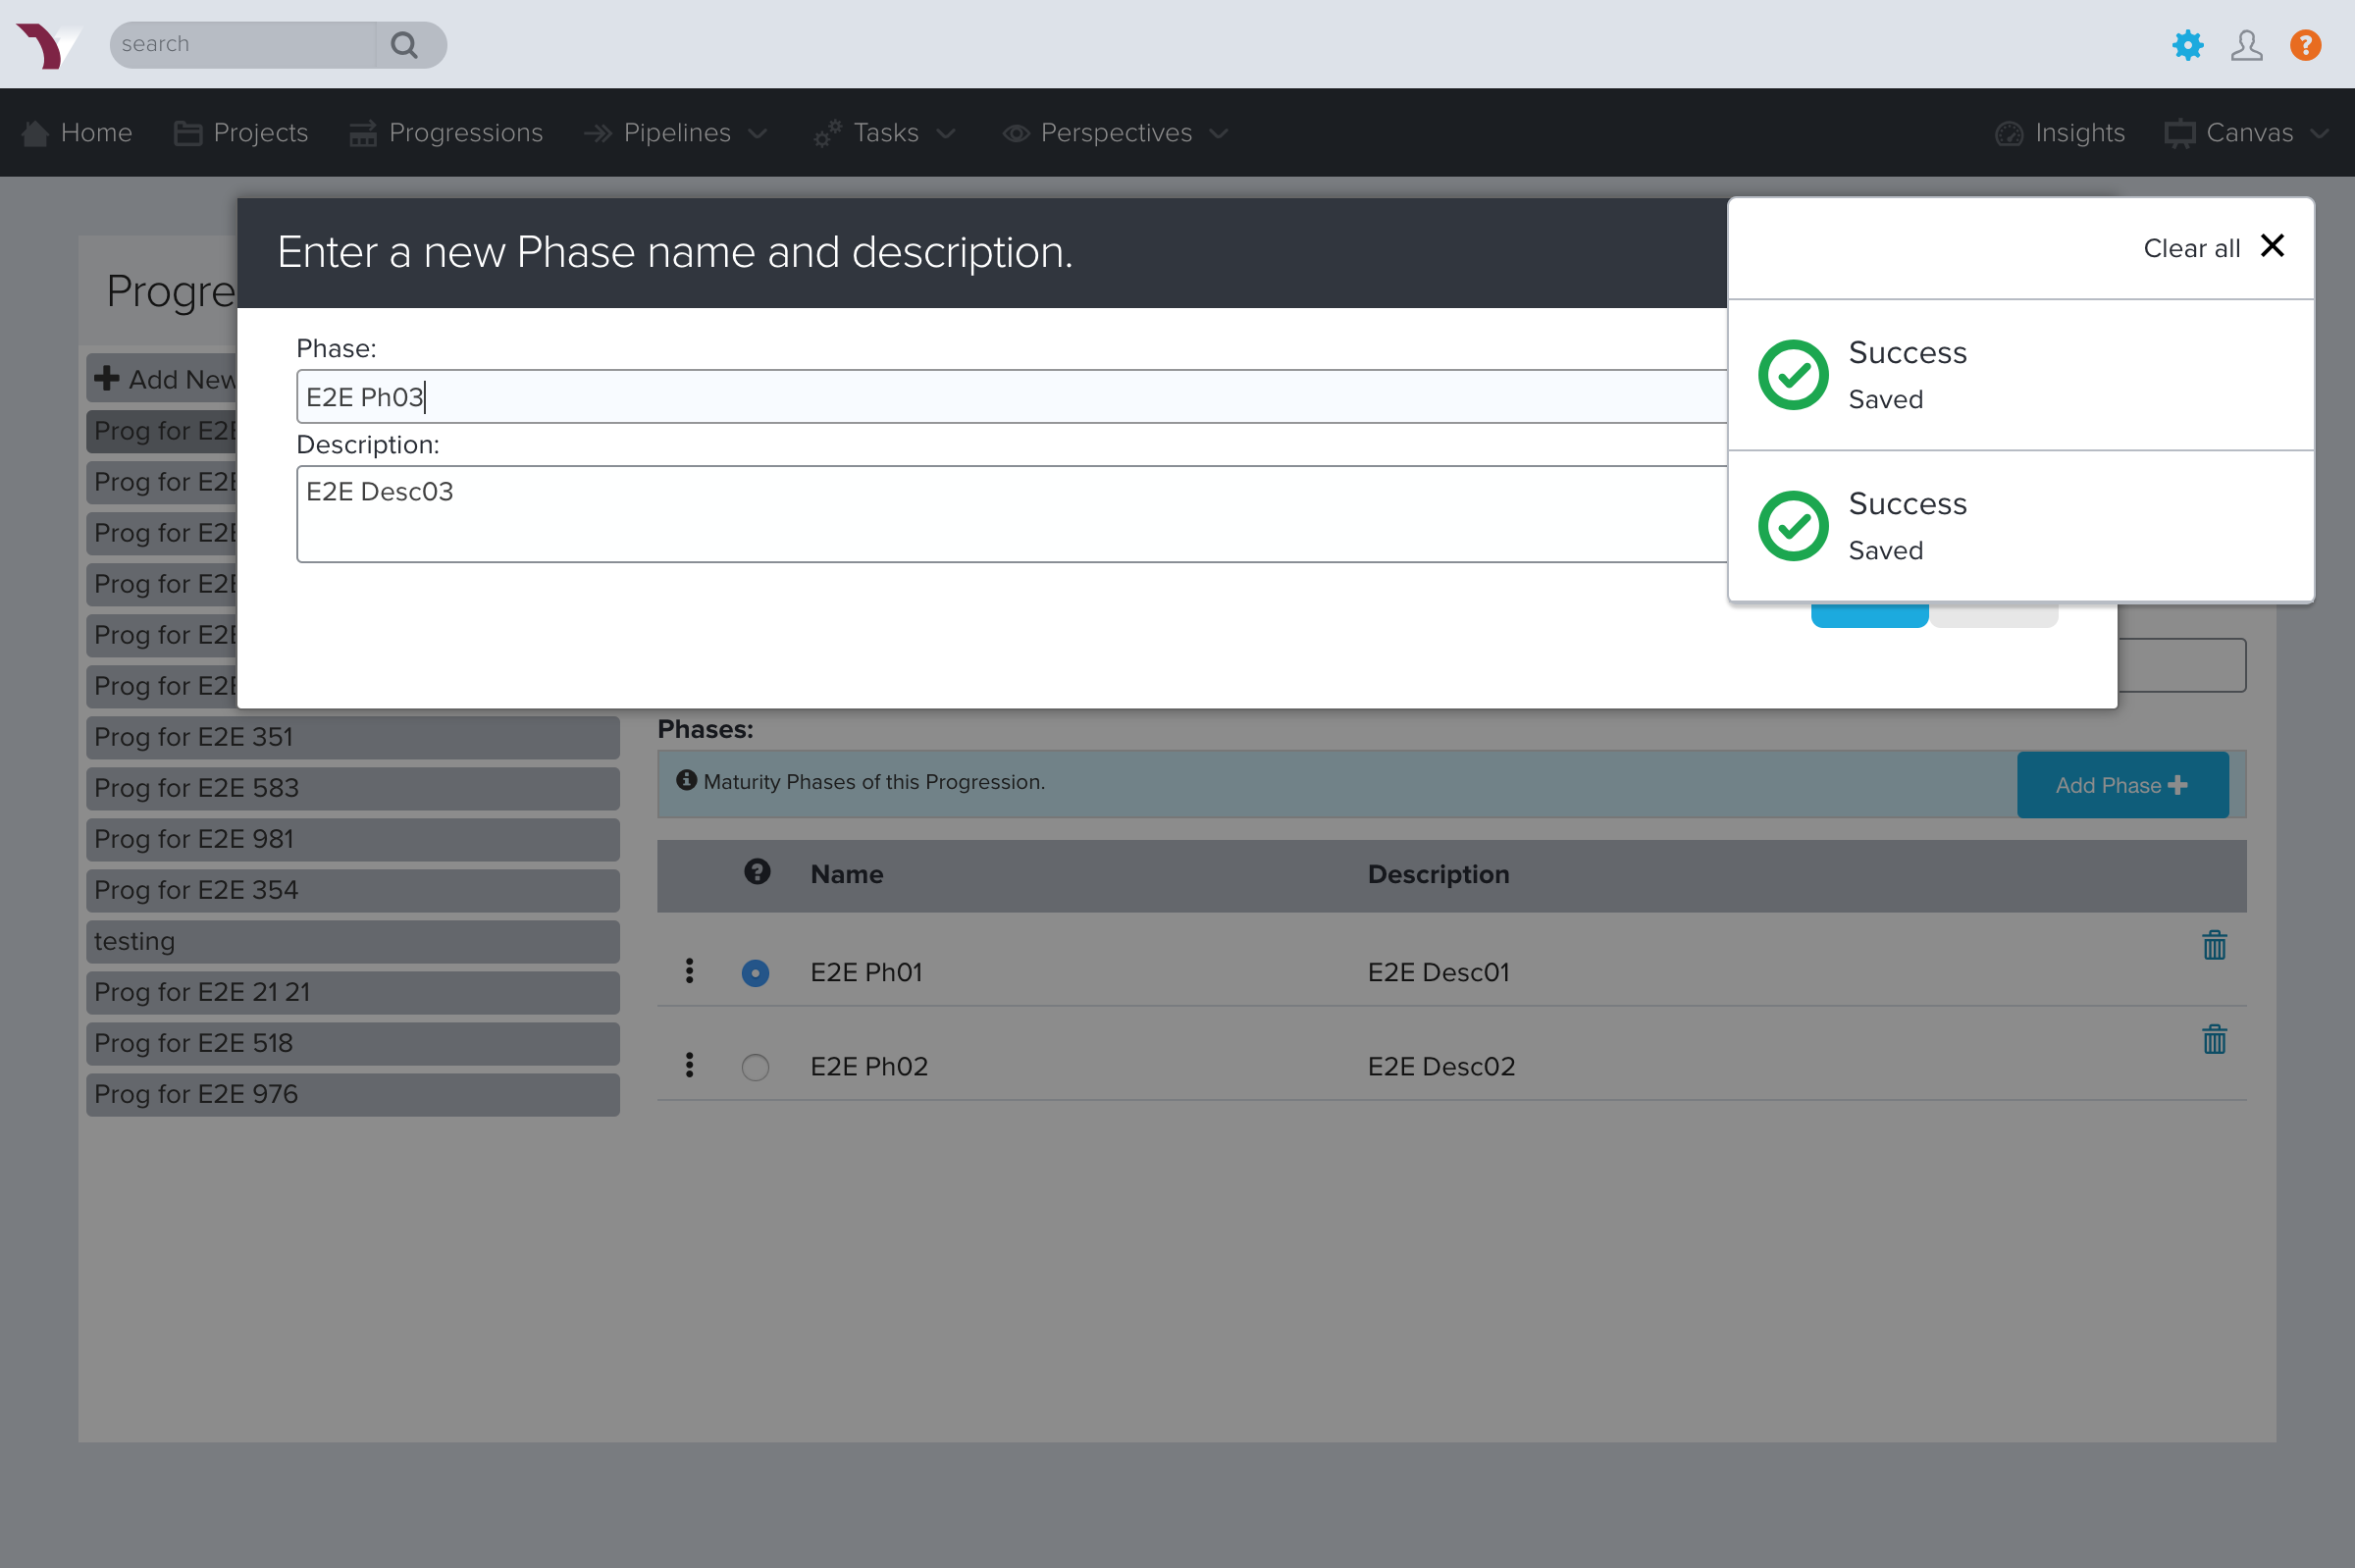 search
Home
Projects
Progressions
Pipelines
Tasks
Perspectives
Insights
Canvas
Enter a new Phase name and description.
Clear all
Phase:
E2E Ph03
Description:
E2E Desc03
Success
Saved
Success
Saved
Progre
Add New
Prog for E2E
Prog for E2E
Prog for E2E
Prog for E2E
Prog for E2E
Prog for E2E
Prog for E2E 351
Prog for E2E 583
Prog for E2E 981
Prog for E2E 354
testing
Prog for E2E 21 21
Prog for E2E 518
Prog for E2E 976
Phases:
Maturity Phases of this Progression.
Add Phase
Name
Description
E2E Ph01
E2E Desc01
E2E Ph02
E2E Desc02